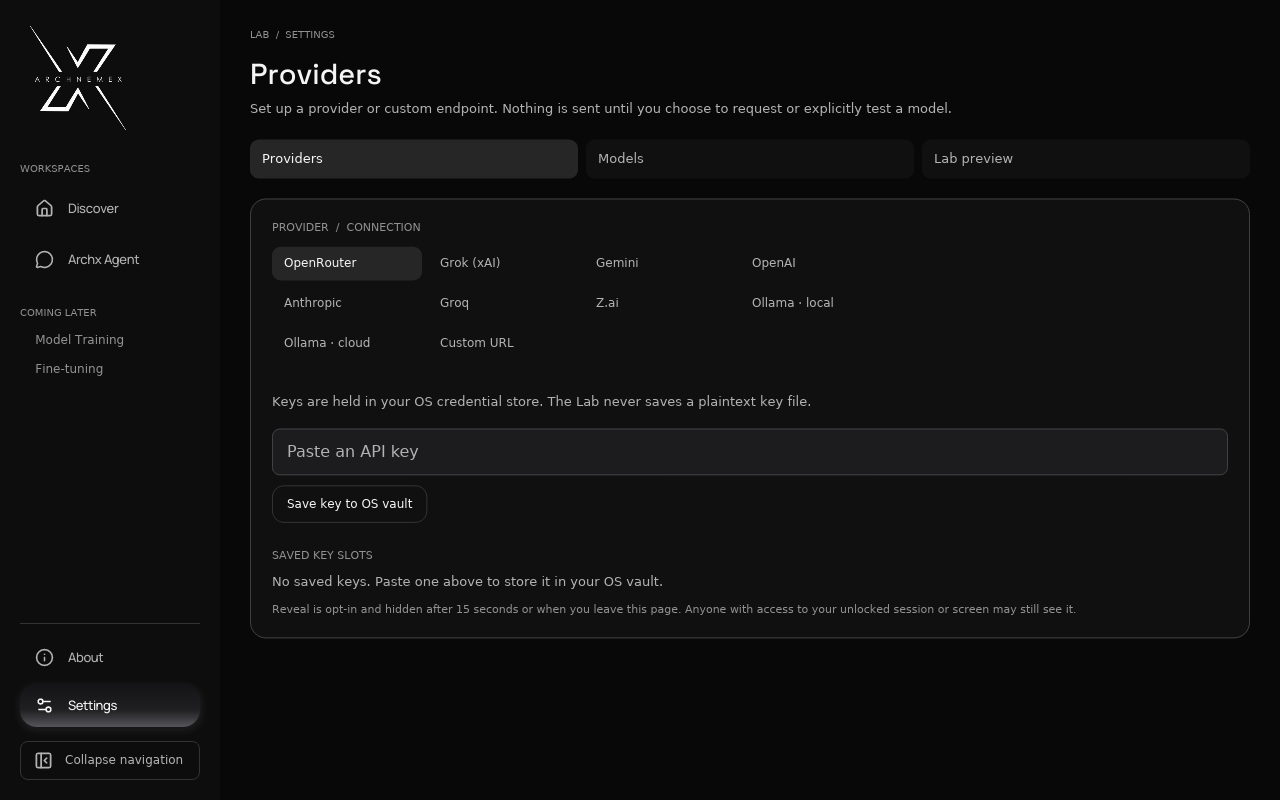 ARCHNEMEX
WORKSPACES
Discover
Archx Agent
COMING LATER
Model Training
Fine-tuning
About
Settings
Collapse navigation
LAB / SETTINGS
Providers
Set up a provider or custom endpoint. Nothing is sent until you choose to request or explicitly test a model.
Providers
Models
Lab preview
PROVIDER / CONNECTION
OpenRouter
Grok (xAI)
Gemini
OpenAI
Anthropic
Groq
Z.ai
Ollama · local
Ollama · cloud
Custom URL
Keys are held in your OS credential store. The Lab never saves a plaintext key file.
Paste an API key
Save key to OS vault
SAVED KEY SLOTS
No saved keys. Paste one above to store it in your OS vault.
Reveal is opt-in and hidden after 15 seconds or when you leave this page. Anyone with access to your unlocked session or screen may still see it.